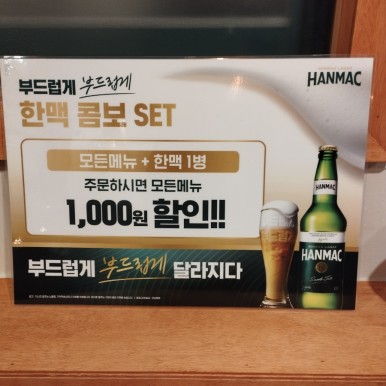 부드럽게 부드럽게
한맥 콤보 SET
HANMAC
모든메뉴 + 한맥 1병
주문하시면 모든메뉴
1,000원 할인!!
HANMAC
HANMAC
부드럽게 부드럽게 달라지다